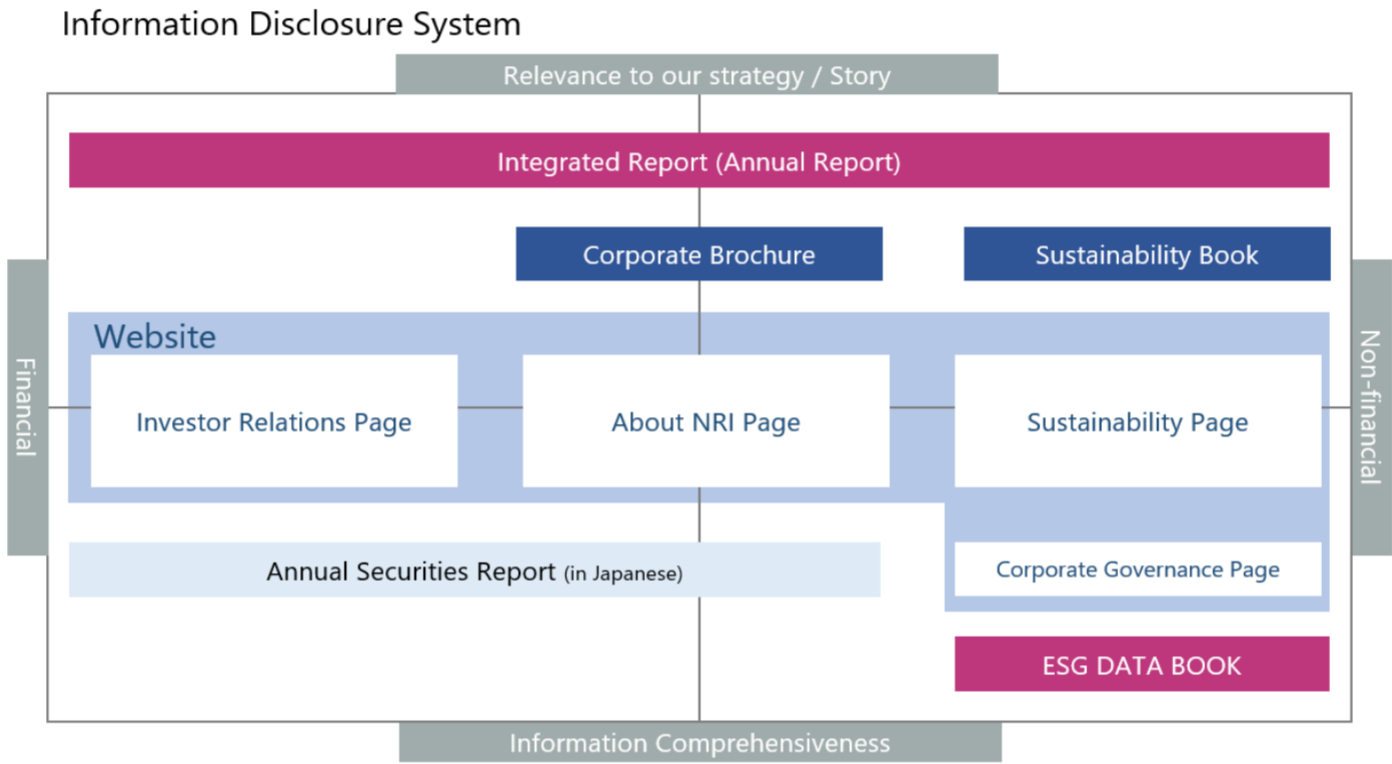 Information Disclosure System
Relevance to our strategy / Story
Integrated Report (Annual Report)
Corporate Brochure
Sustainability Book
Website
Financial
Non-financial
Investor Relations Page
About NRI Page
Sustainability Page
Annual Securities Report (in Japanese)
Corporate Governance Page
ESG DATA BOOK
Information Comprehensiveness